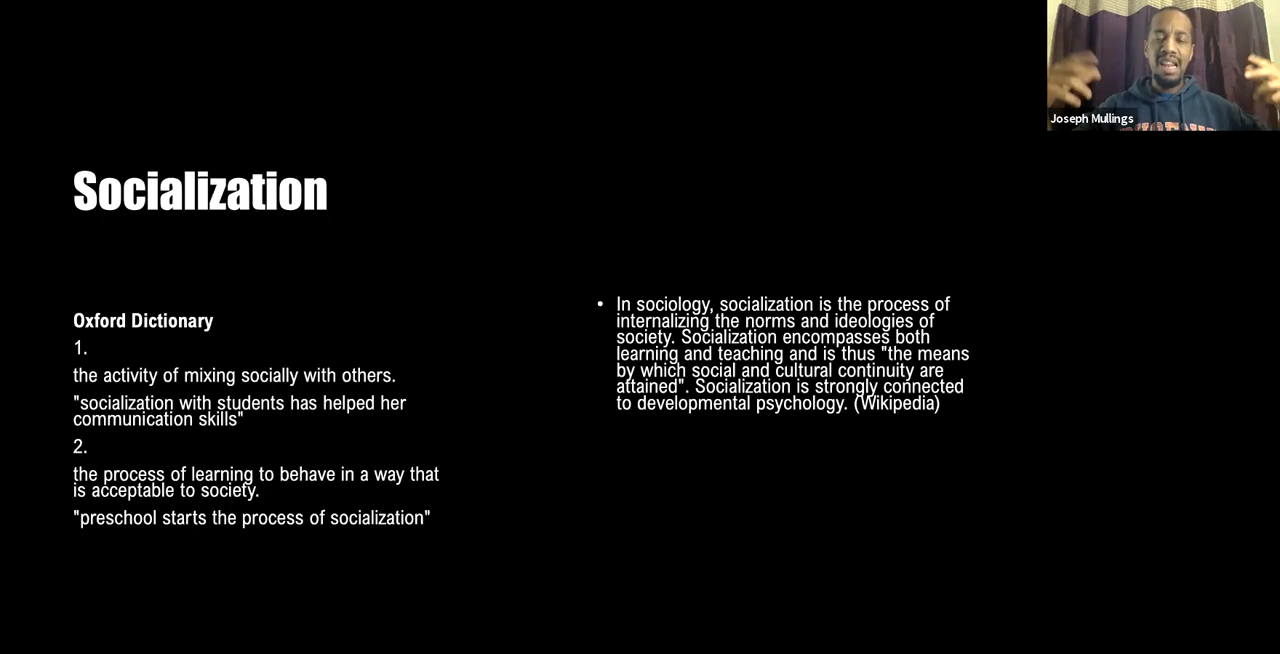 Joseph Mullings
Socialization
Oxford Dictionary
1.
the activity of mixing socially with others.
"socialization with students has helped her
communication skills"
2.
the process of learning to behave in a way that
is acceptable to society.
"preschool starts the process of socialization"
• In sociology, socialization is the process of
internalizing the norms and ideologies of
society. Socialization encompasses both
learning and teaching and is thus "the means
by which social and cultural continuity are
attained". Socialization is strongly connected
to developmental psychology. (Wikipedia)